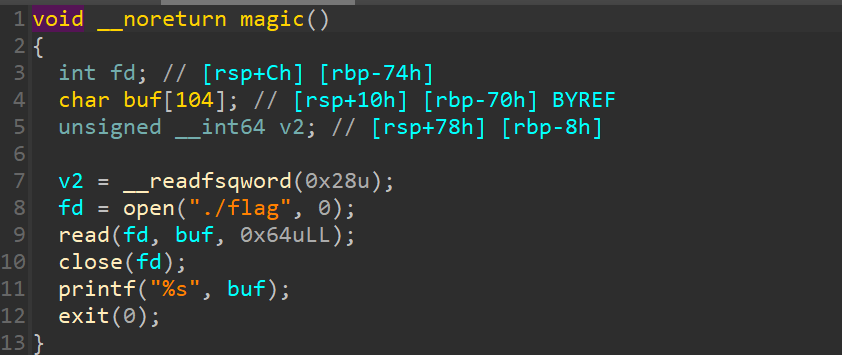 1 void __noreturn magic()
2 {
3   int fd; // [rsp+Ch] [rbp-74h]
4   char buf[104]; // [rsp+10h] [rbp-70h] BYREF
5   unsigned __int64 v2; // [rsp+78h] [rbp-8h]
6
7   v2 = __readfsqword(0x28u);
8   fd = open("./flag", 0);
9   read(fd, buf, 0x64uLL);
10   close(fd);
11   printf("%s", buf);
12   exit(0);
13 }